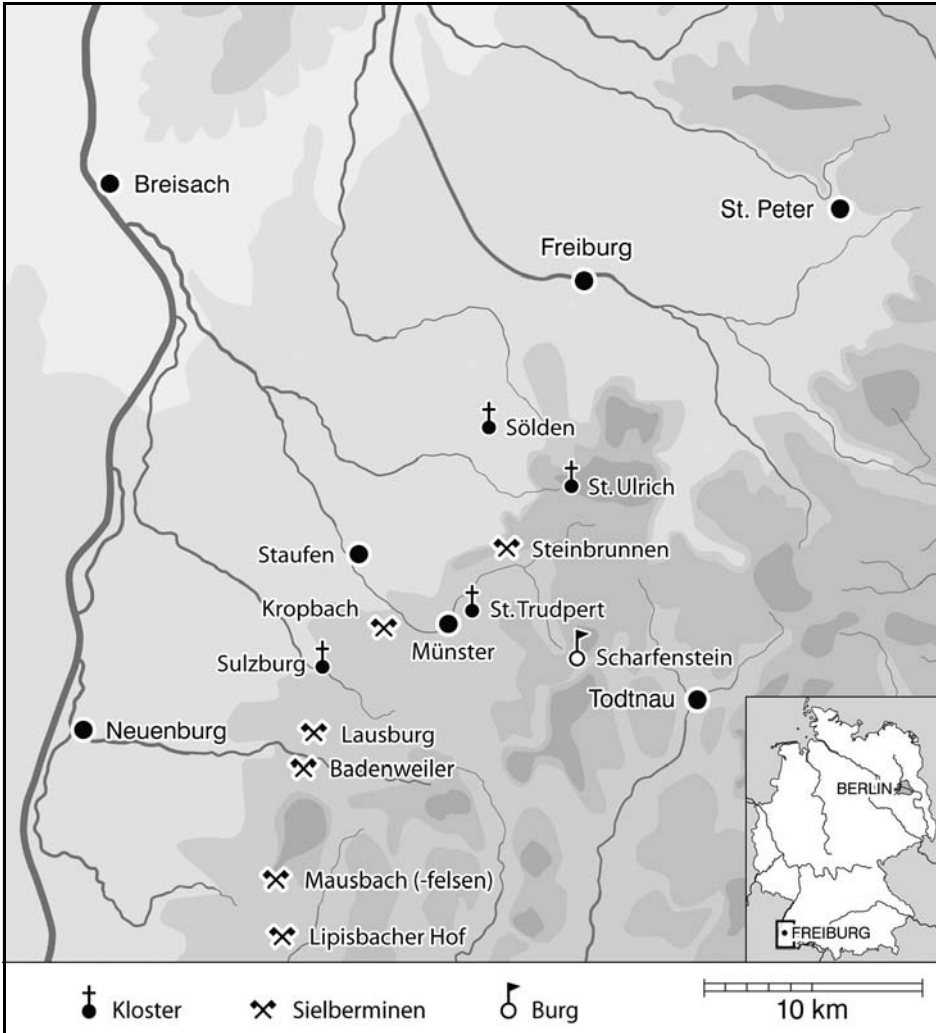 Breisach
St. Peter
Freiburg
Sölden
St. Ulrich
Staufen
Steinbrunnen
Kropbach
St. Trudpert
Münster
Sulzburg
Scharfenstein
Todtnau
Neuenburg
Lausburg
Badenweiler
BERLIN
Mausbach (-felsen)
FREIBURG
Lipisbacher Hof
Kloster
Sielberminen
Burg
10 km